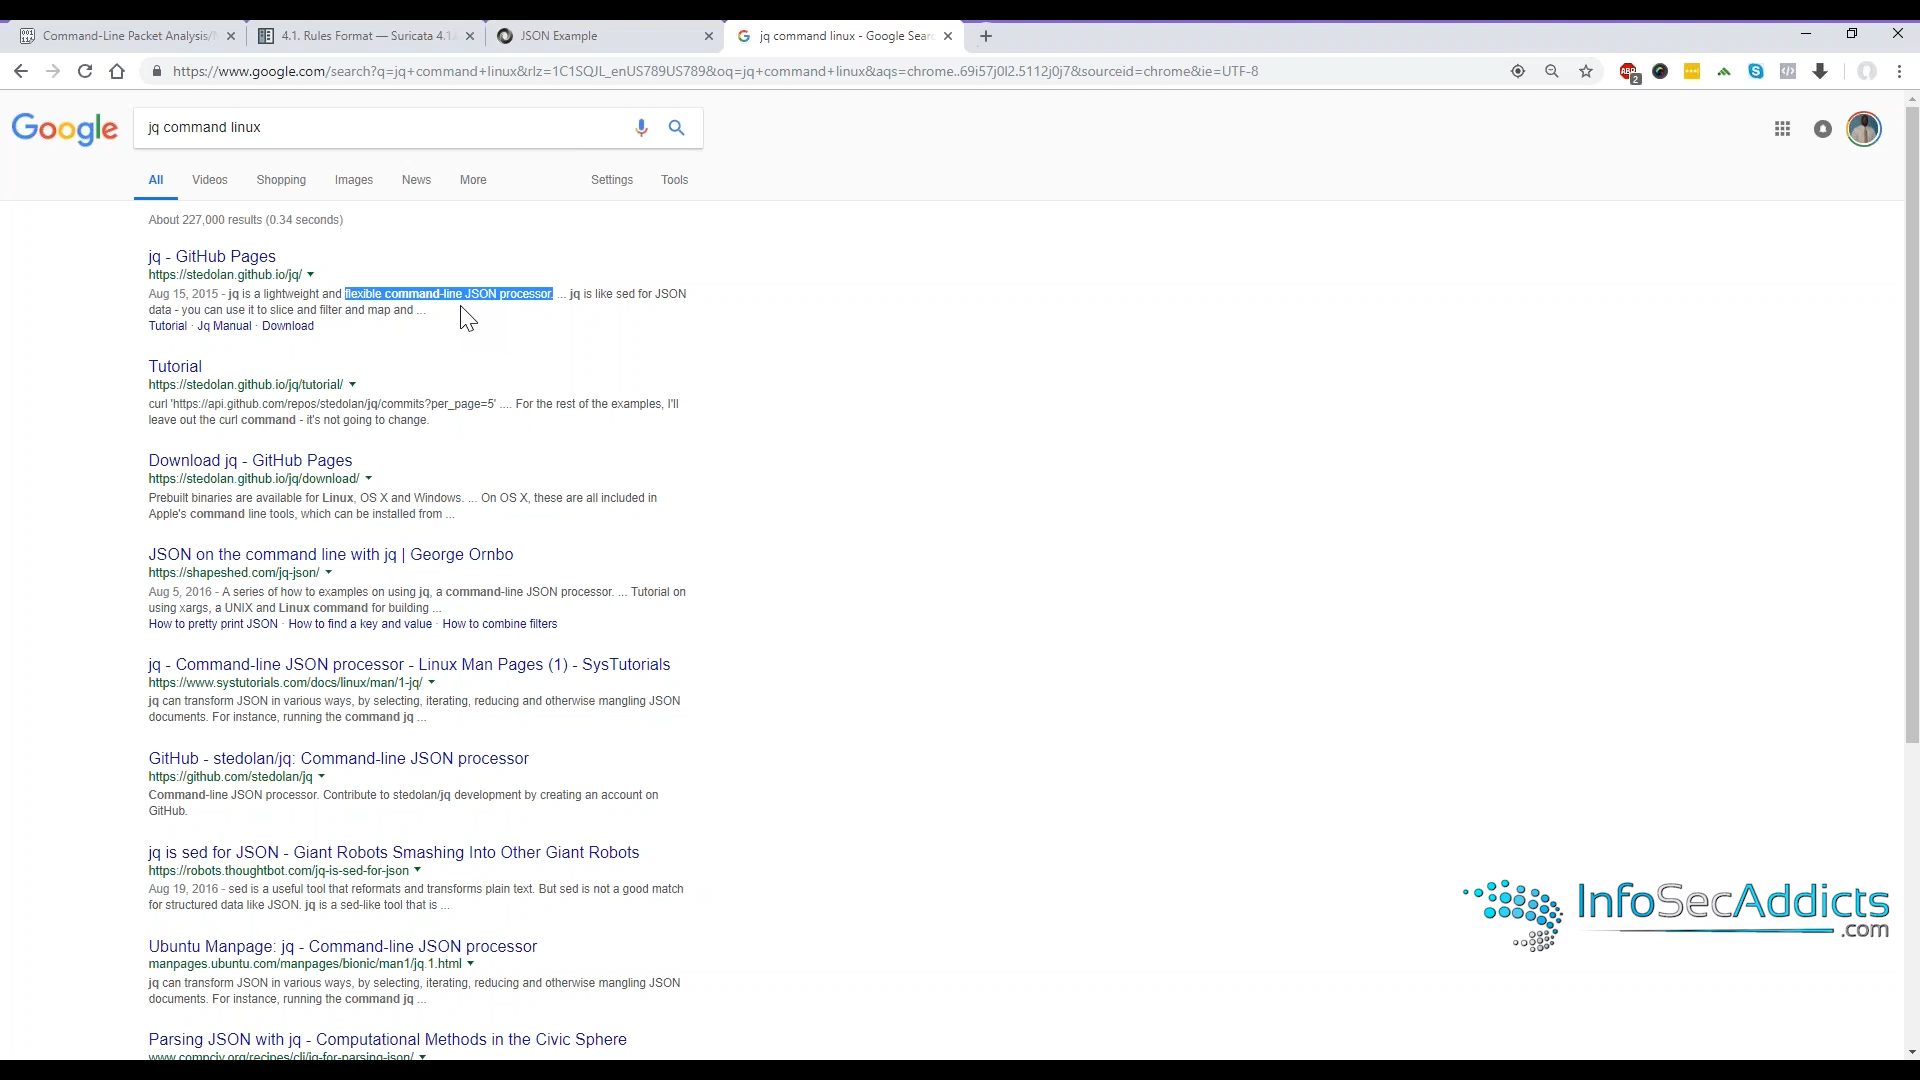 Command-Line Packet Analysis/
4.1. Rules Format — Suricata 4.1.
JSON Example
jq command linux - Google Sear
https://www.google.com/search?q=jq+command+linux&rlz=1C1SQJL_enUS789US789&oq=jq+command+linux&aqs=chrome..69i57j0l2.5112j0j7&sourceid=chrome&ie=UTF-8
ABP
2
Google
jq command linux
All Videos Shopping Images News More Settings Tools
About 227,000 results (0.34 seconds)
jq - GitHub Pages
https://stedolan.github.io/jq/
Aug 15, 2015 - jq is a lightweight and flexible command-line JSON processor. ... jq is like sed for JSON
data - you can use it to slice and filter and map and ...
Tutorial · Jq Manual · Download
Tutorial
https://stedolan.github.io/jq/tutorial/
curl 'https://api.github.com/repos/stedolan/jq/commits?per_page=5' .... For the rest of the examples, I'll
leave out the curl command - it's not going to change.
Download jq - GitHub Pages
https://stedolan.github.io/jq/download/
Prebuilt binaries are available for Linux, OS X and Windows. ... On OS X, these are all included in
Apple's command line tools, which can be installed from ...
JSON on the command line with jq | George Ornbo
https://shapeshed.com/jq-json/
Aug 5, 2016 - A series of how to examples on using jq, a command-line JSON processor. ... Tutorial on
using xargs, a UNIX and Linux command for building ...
How to pretty print JSON · How to find a key and value · How to combine filters
jq - Command-line JSON processor - Linux Man Pages (1) - SysTutorials
https://www.systutorials.com/docs/linux/man/1-jq/
jq can transform JSON in various ways, by selecting, iterating, reducing and otherwise mangling JSON
documents. For instance, running the command jq ...
GitHub - stedolan/jq: Command-line JSON processor
https://github.com/stedolan/jq
Command-line JSON processor. Contribute to stedolan/jq development by creating an account on
GitHub.
jq is sed for JSON - Giant Robots Smashing Into Other Giant Robots
https://robots.thoughtbot.com/jq-is-sed-for-json
Aug 19, 2016 - sed is a useful tool that reformats and transforms plain text. But sed is not a good match
for structured data like JSON. jq is a sed-like tool that is ...
InfoSecAddicts
.com
Ubuntu Manpage: jq - Command-line JSON processor
manpages.ubuntu.com/manpages/bionic/man1/jq.1.html
jq can transform JSON in various ways, by selecting, iterating, reducing and otherwise mangling JSON
documents. For instance, running the command jq ...
Parsing JSON with jq - Computational Methods in the Civic Sphere
www.compciv.org/recipes/cli/jq-for-parsing-json/